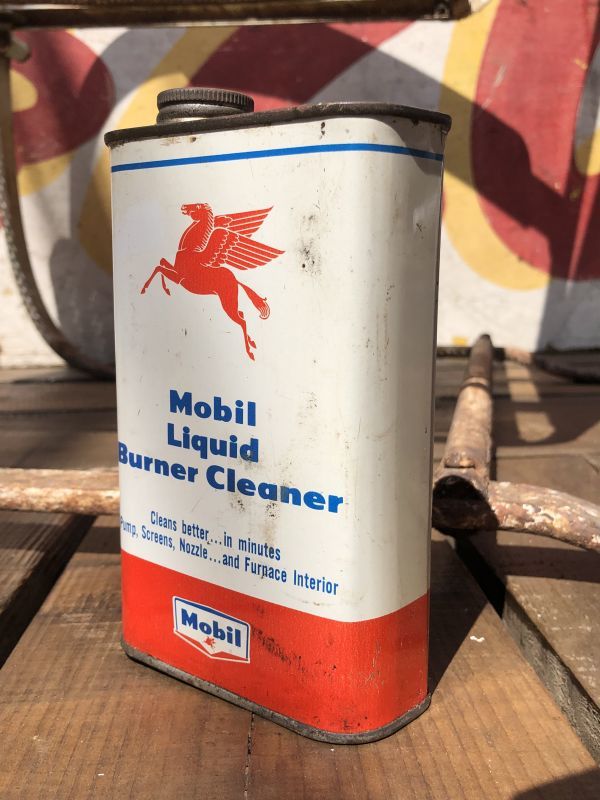 Mobil
Liquid
Burner Cleaner
Cleans better...in minutes
Pump, Screens, Nozzle...and Furnace Interior
Mobil